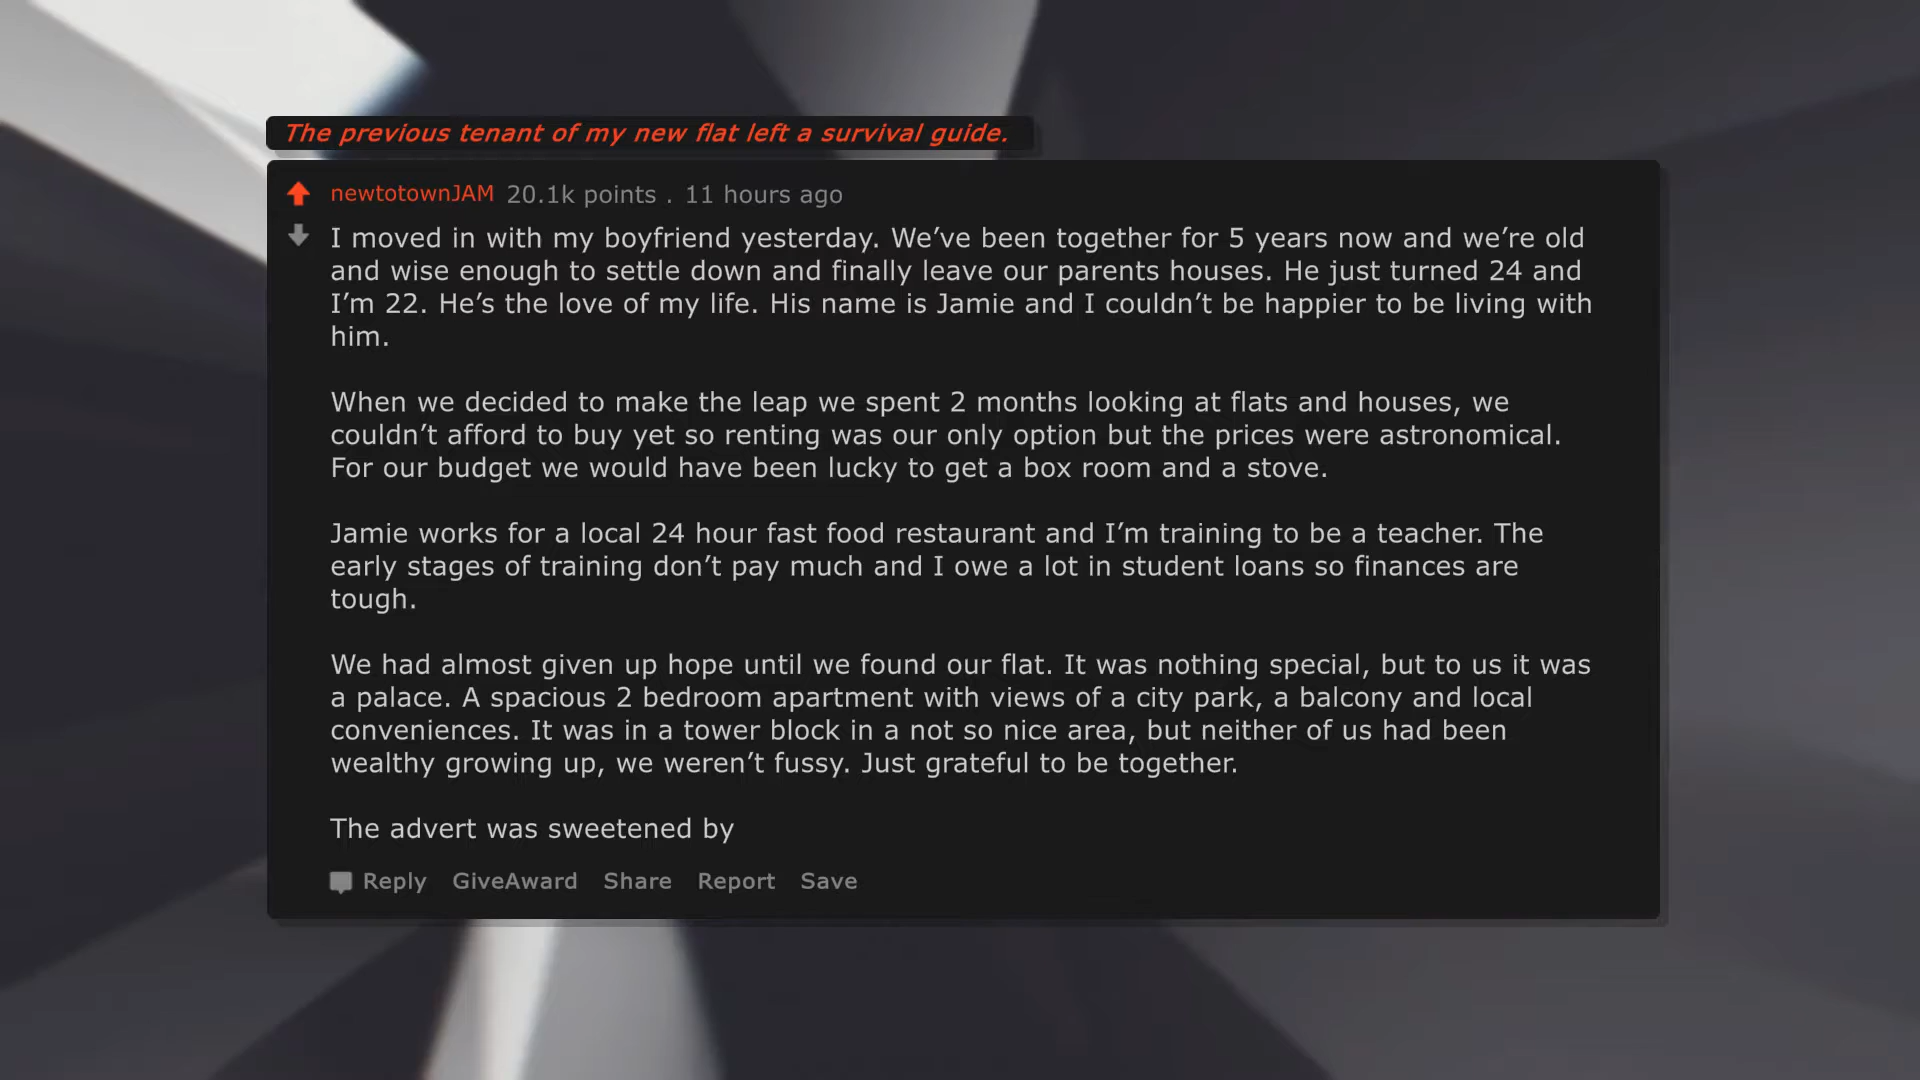 The previous tenant of my new flat left a survival guide.
newtotownJAM 20.1k points . 11 hours ago
I moved in with my boyfriend yesterday. We’ve been together for 5 years now and we’re old
and wise enough to settle down and finally leave our parents houses. He just turned 24 and
I’m 22. He’s the love of my life. His name is Jamie and I couldn’t be happier to be living with
him.
When we decided to make the leap we spent 2 months looking at flats and houses, we
couldn’t afford to buy yet so renting was our only option but the prices were astronomical.
For our budget we would have been lucky to get a box room and a stove.
Jamie works for a local 24 hour fast food restaurant and I’m training to be a teacher. The
early stages of training don’t pay much and I owe a lot in student loans so finances are
tough.
We had almost given up hope until we found our flat. It was nothing special, but to us it was
a palace. A spacious 2 bedroom apartment with views of a city park, a balcony and local
conveniences. It was in a tower block in a not so nice area, but neither of us had been
wealthy growing up, we weren’t fussy. Just grateful to be together.
The advert was sweetened by
Reply GiveAward Share Report Save